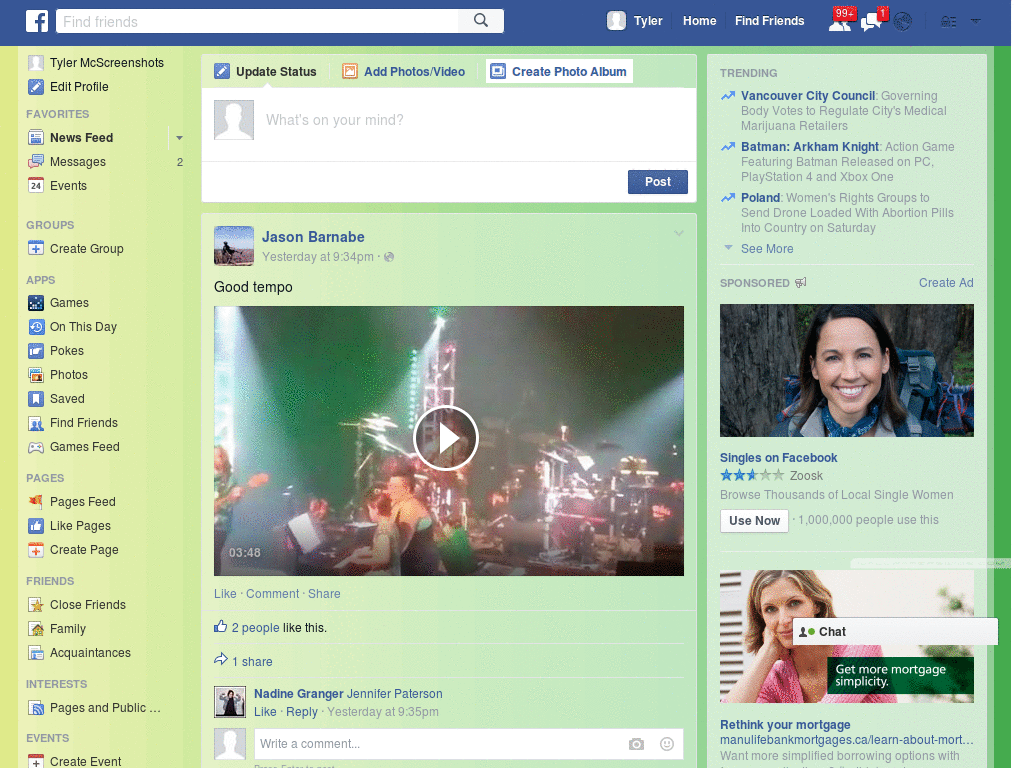 Find friends
Tyler
Home
Find Friends
99+
1
Tyler McScreenshots
Edit Profile
FAVORITES
News Feed
Messages
2
24
Events
GROUPS
Create Group
APPS
Games
On This Day
Pokes
Photos
Saved
Find Friends
Games Feed
PAGES
Pages Feed
Like Pages
Create Page
FRIENDS
Close Friends
Family
Acquaintances
INTERESTS
Pages and Public ...
EVENTS
Create Event
Update Status
Add Photos/Video
Create Photo Album
What's on your mind?
Post
Jason Barnabe
Yesterday at 9:34pm ·
Good tempo
03:48
Like · Comment · Share
2 people like this.
1 share
Nadine Granger Jennifer Paterson
Like · Reply · Yesterday at 9:35pm
Write a comment...
TRENDING
Vancouver City Council: Governing
Body Votes to Regulate City's Medical
Marijuana Retailers
Batman: Arkham Knight: Action Game
Featuring Batman Released on PC,
PlayStation 4 and Xbox One
Poland: Women's Rights Groups to
Send Drone Loaded With Abortion Pills
Into Country on Saturday
See More
SPONSORED
Create Ad
Singles on Facebook
Zoosk
Browse Thousands of Local Single Women
Use Now
· 1,000,000 people use this
Chat
Get more mortgage
simplicity.
Rethink your mortgage
manulifebankmortgages.ca/learn-about-mort...
Want more simplified borrowing options with